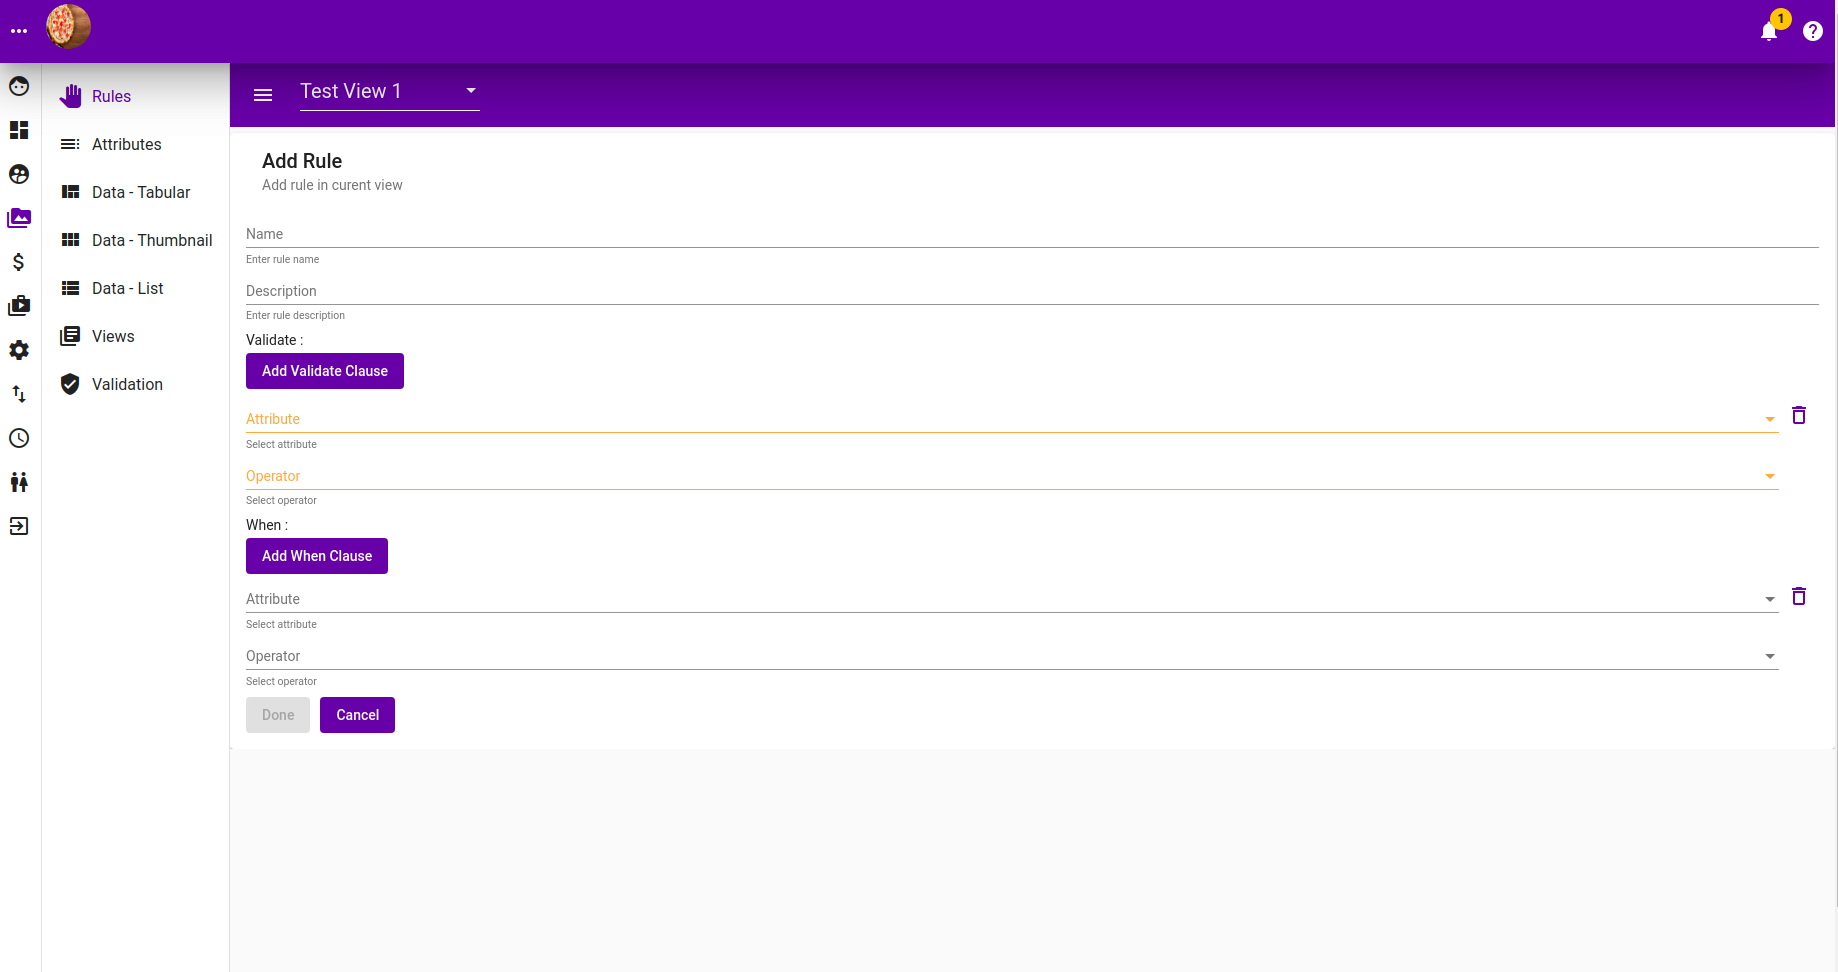 1
Rules
Attributes
Data - Tabular
Data - Thumbnail
Data - List
Views
Validation
Test View 1
Add Rule
Add rule in curent view
Name
Enter rule name
Description
Enter rule description
Validate :
Add Validate Clause
Attribute
Select attribute
Operator
Select operator
When :
Add When Clause
Attribute
Select attribute
Operator
Select operator
Done Cancel